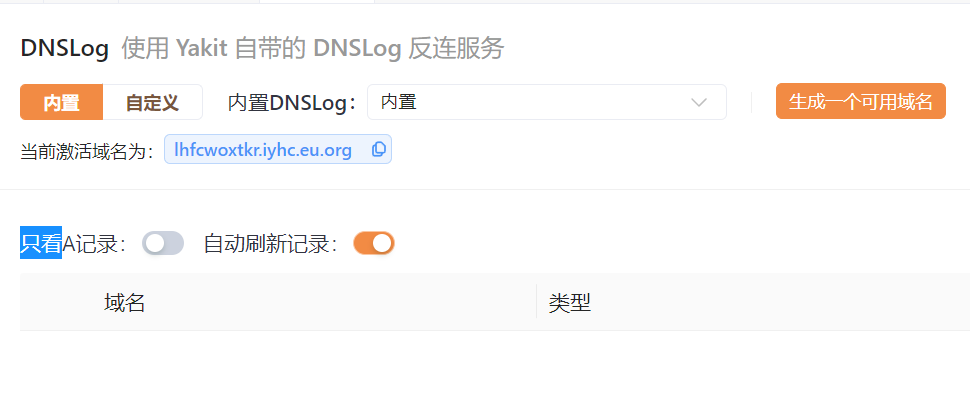 DNSLog 使用 Yakit 自带的 DNSLog 反连服务
内置 自定义 内置DNSLog： 内置 生成一个可用域名
当前激活域名为： lhfcwoxtkr.iyhc.eu.org
只看A记录： 自动刷新记录：
域名 类型